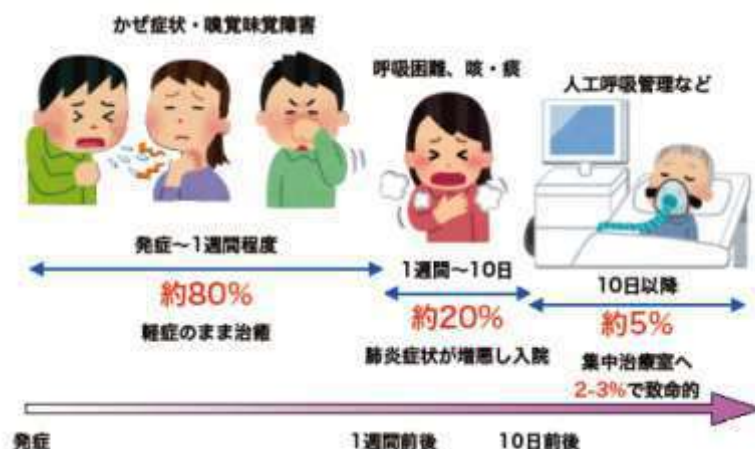 かぜ症状・嗅覚味覚障害
呼吸困難、咳・痰
人工呼吸管理など
発症〜1週間程度
約80%
軽症のまま治癒
1週間〜10日
約20%
肺炎症状が増悪し入院
10日以降
約5%
集中治療室へ
2-3%で致命的
発症
1週間前後
10日前後